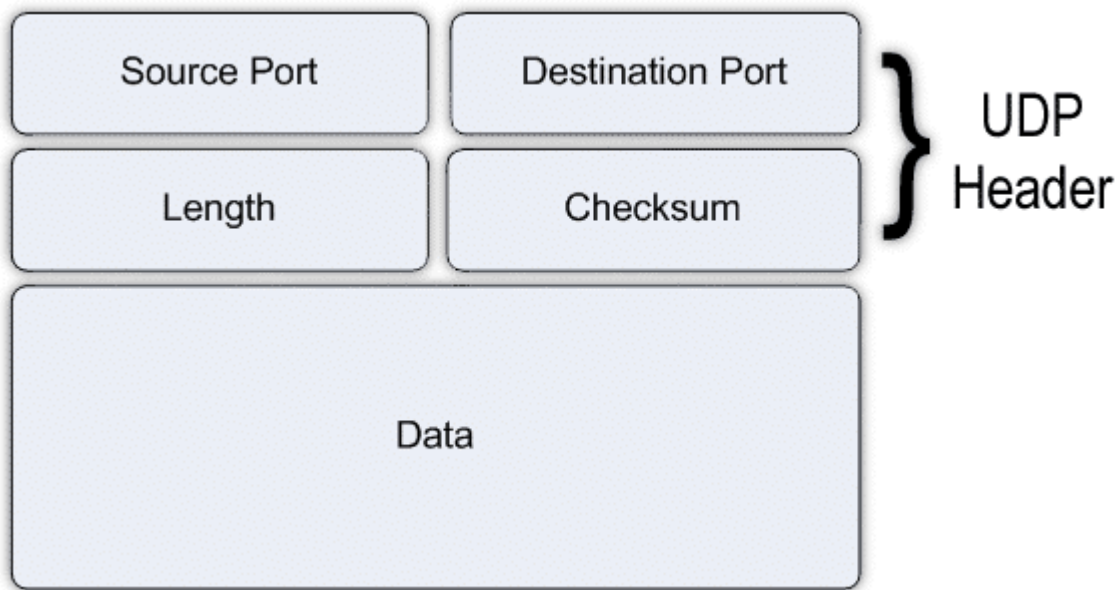 Source Port
Destination Port
Length
Checksum
UDP
Header
Data